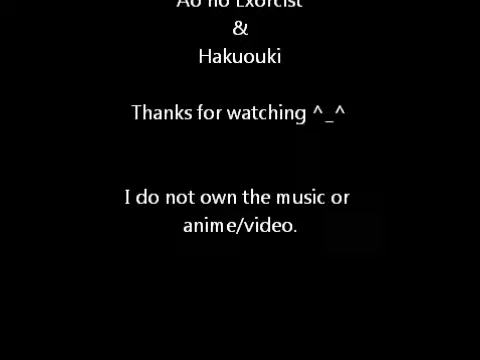 Ao no Exorcist
&
Hakuouki
Thanks for watching ^_^
I do not own the music or
anime/video.